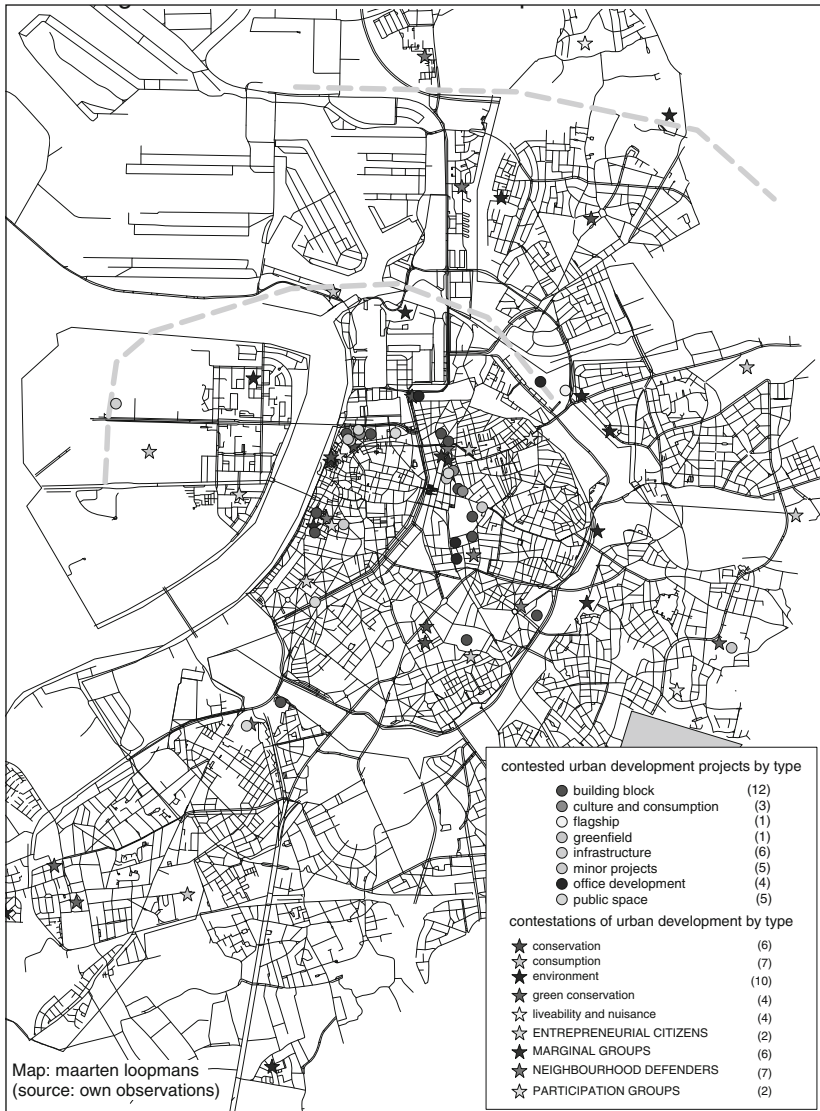 contested urban development projects by type
building block (12)
culture and consumption (3)
flagship (1)
greenfield (1)
infrastructure (6)
minor projects (5)
office development (4)
public space (5)
contestations of urban development by type
conservation (6)
consumption (7)
environment (10)
green conservation (4)
liveability and nuisance (4)
ENTREPRENEURIAL CITIZENS (2)
MARGINAL GROUPS (6)
NEIGHBOURHOOD DEFENDERS (7)
PARTICIPATION GROUPS (2)
Map: maarten loopmans
(source: own observations)